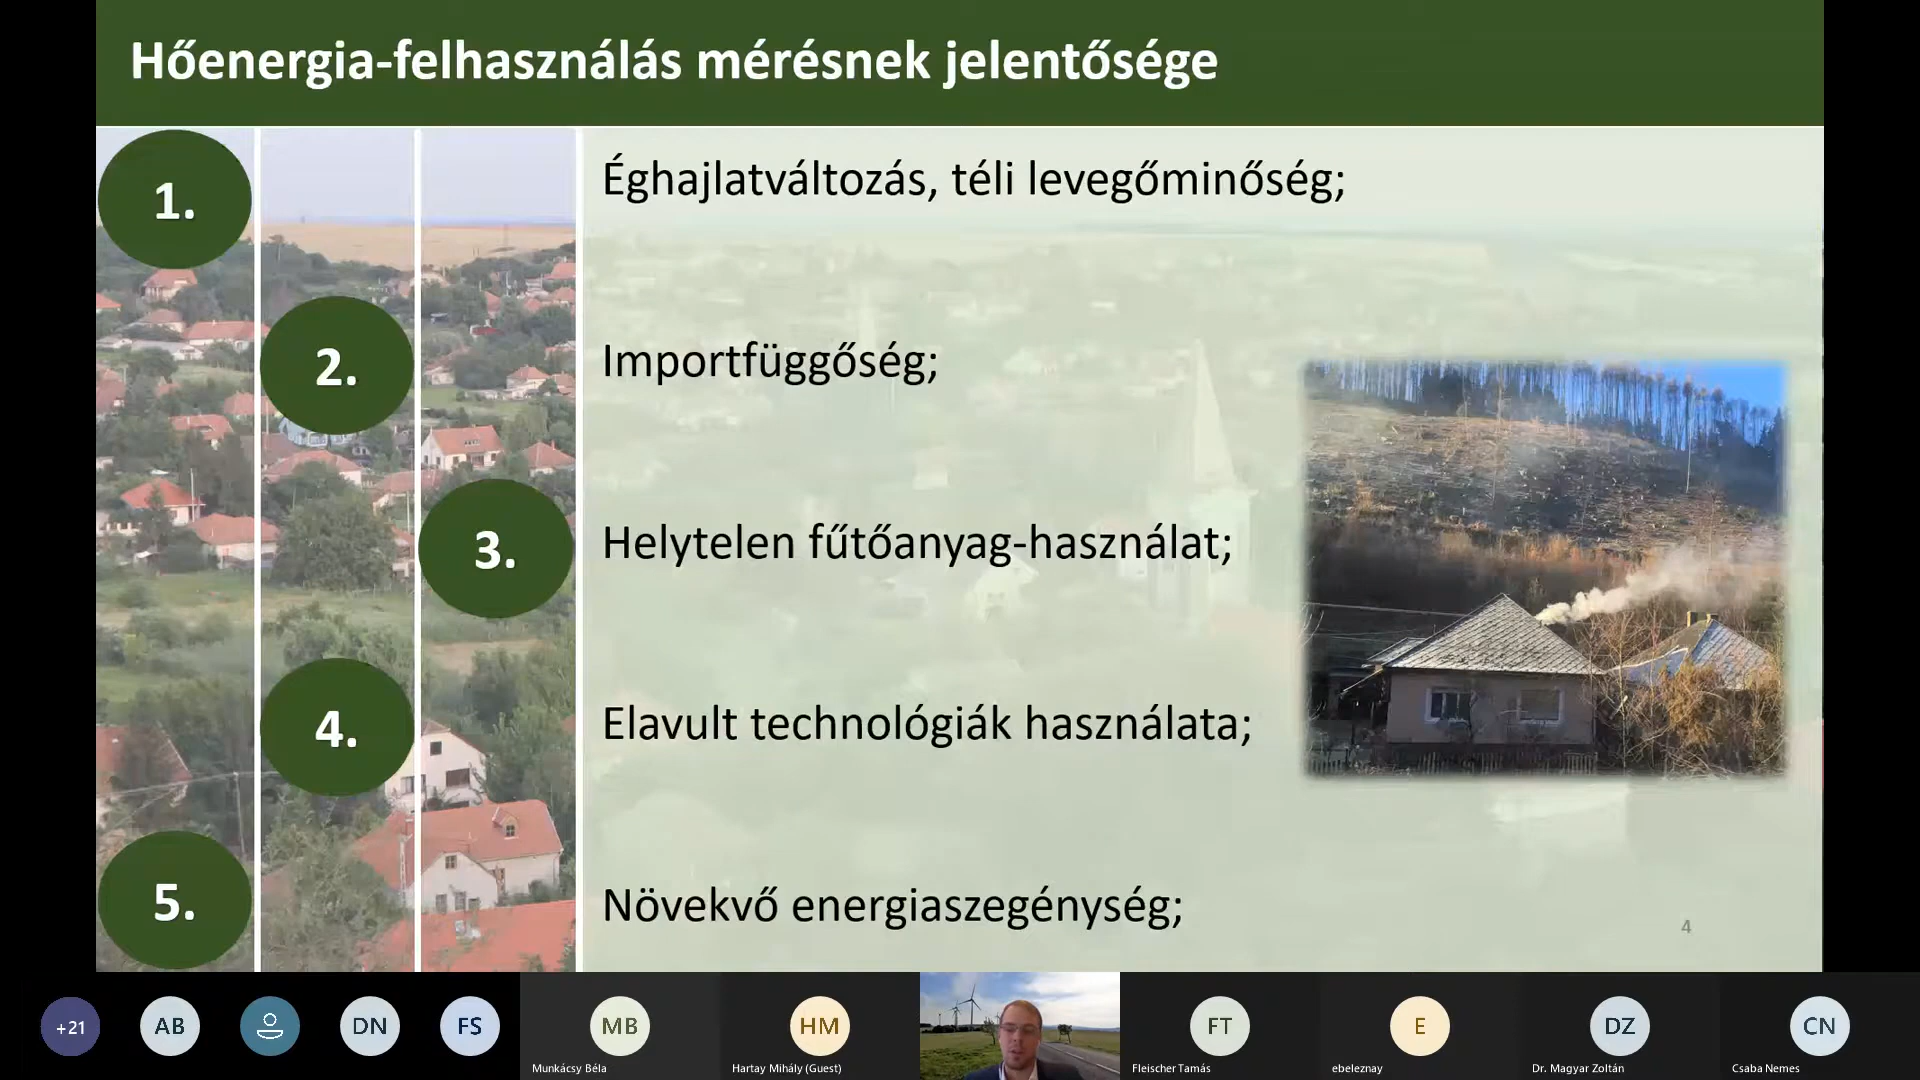 Hőenergia-felhasználás mérésnek jelentősége
1.
Éghajlatváltozás, téli levegőminőség;
2.
Importfüggőség;
3.
Helytelen fűtőanyag-használat;
4.
Elavult technológiák használata;
5.
Növekvő energiaszegénység;
4
+21
AB
DN
FS
MB
Munkácsy Béla
HM
Hartay Mihály (Guest)
FT
Fleischer Tamás
E
ebeleznay
DZ
Dr. Magyar Zoltán
CN
Csaba Nemes